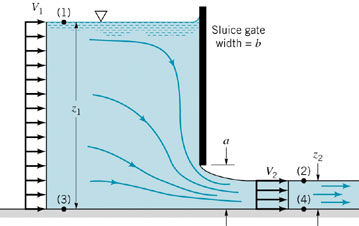 V₁
(1)
Sluice gate
width = b
z₁
a
z₂
V₂
(2)
(3)
(4)